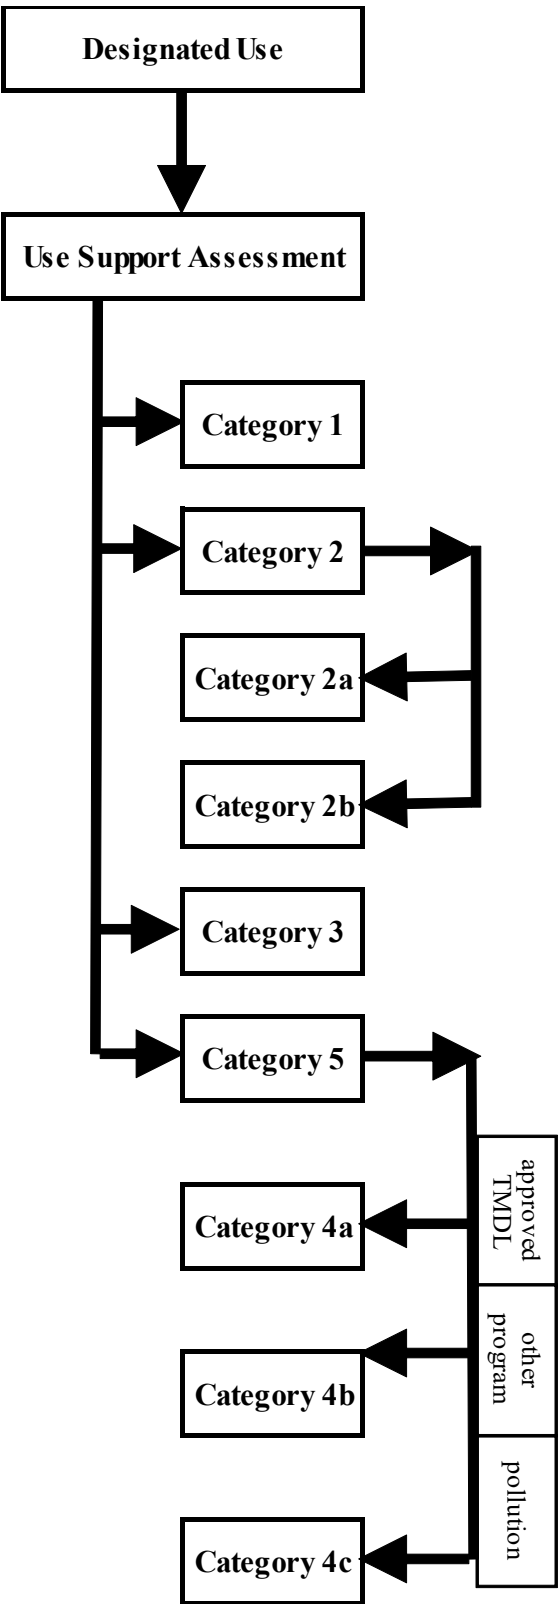 Designated Use
Use Support Assessment
Category 1
Category 2
Category 2a
Category 2b
Category 3
Category 5
approved
TMDL
Category 4a
other
program
Category 4b
pollution
Category 4c